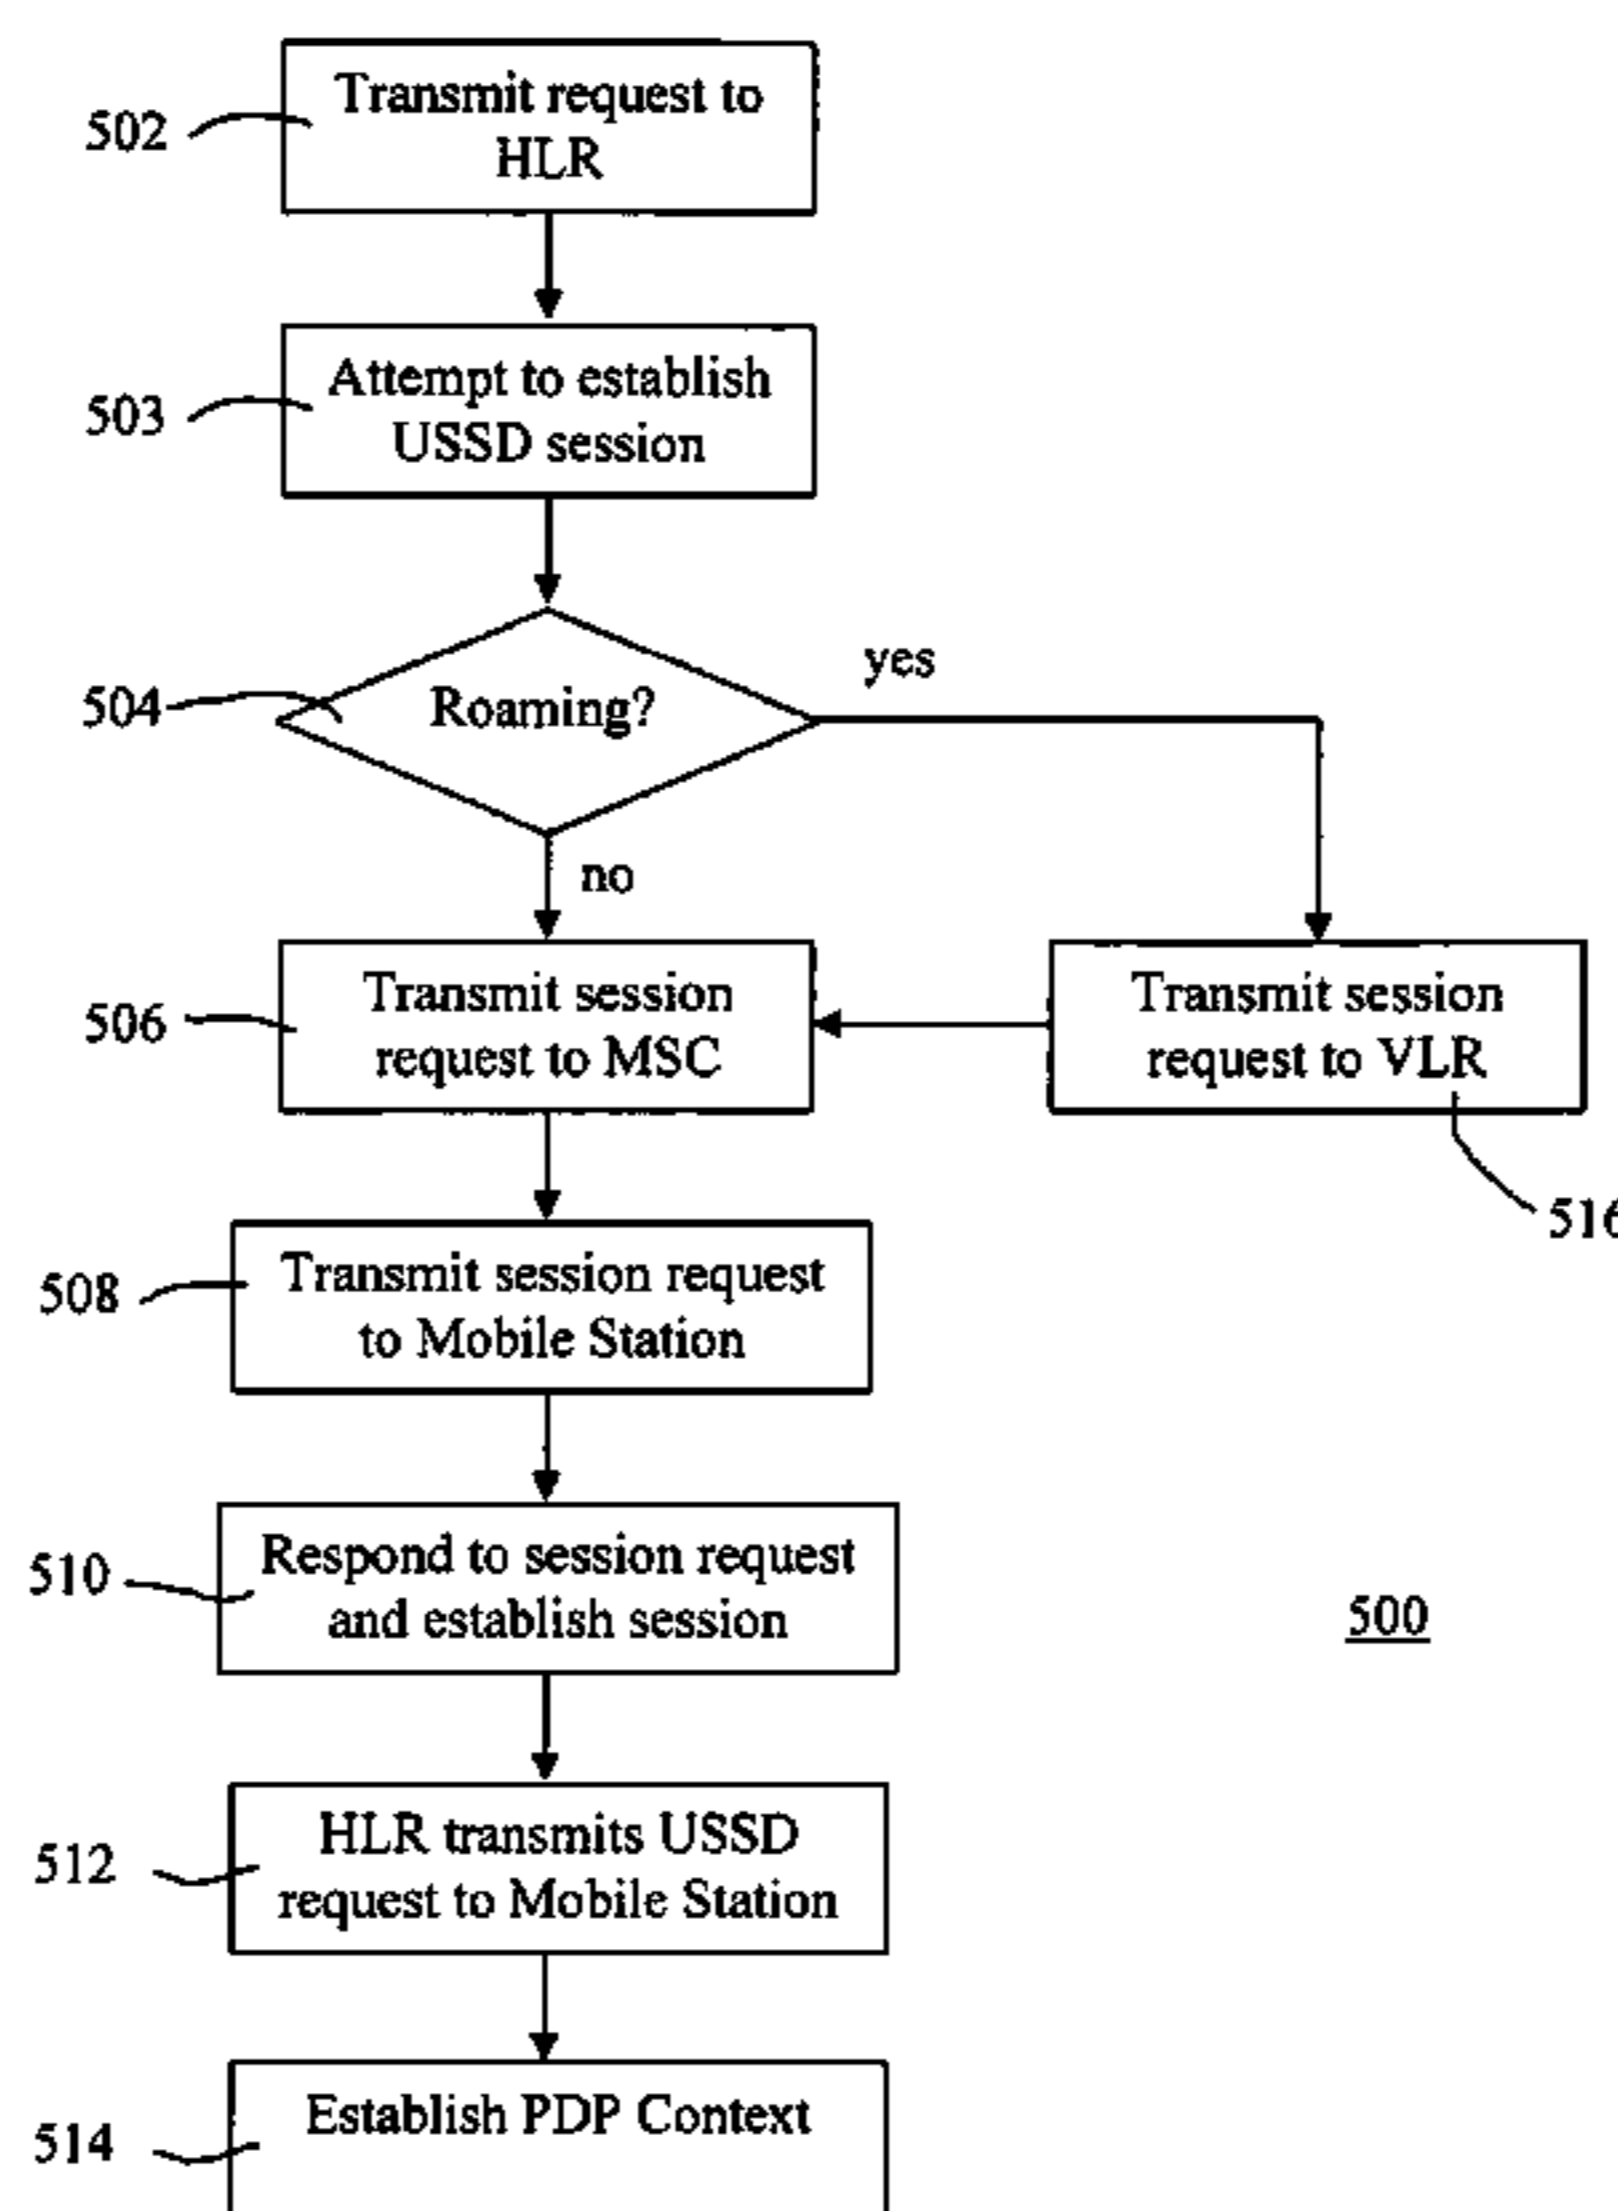 502
Transmit request to
HLR
503
Attempt to establish
USSD session
504
Roaming?
yes
no
506
Transmit session
request to MSC
Transmit session
request to VLR
516
508
Transmit session request
to Mobile Station
510
Respond to session request
and establish session
500
512
HLR transmits USSD
request to Mobile Station
514
Establish PDP Context